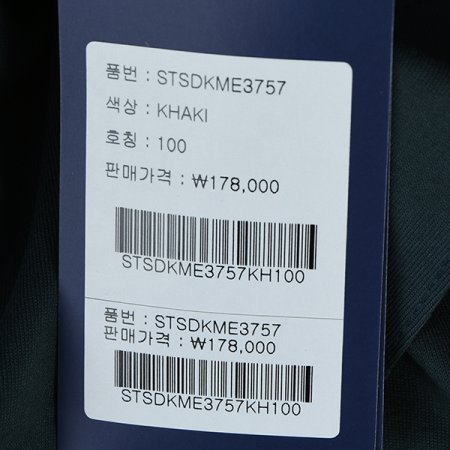 품번 : STSDKME3757
색상 : KHAKI
호칭 : 100
판매가격 : ₩178,000
STSDKME3757KH100
품번 : STSDKME3757
판매가격 : ₩178,000
STSDKME3757KH100